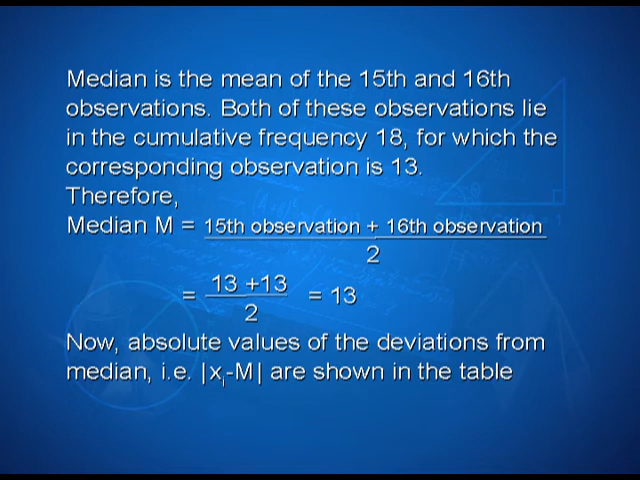 Median is the mean of the 15th and 16th
observations. Both of these observations lie
in the cumulative frequency 18, for which the
corresponding observation is 13.
Therefore,
Median M = 15th observation + 16th observation
2
= 13 +13 = 13
2
Now, absolute values of the deviations from
median, i.e. |xᵢ-M| are shown in the table